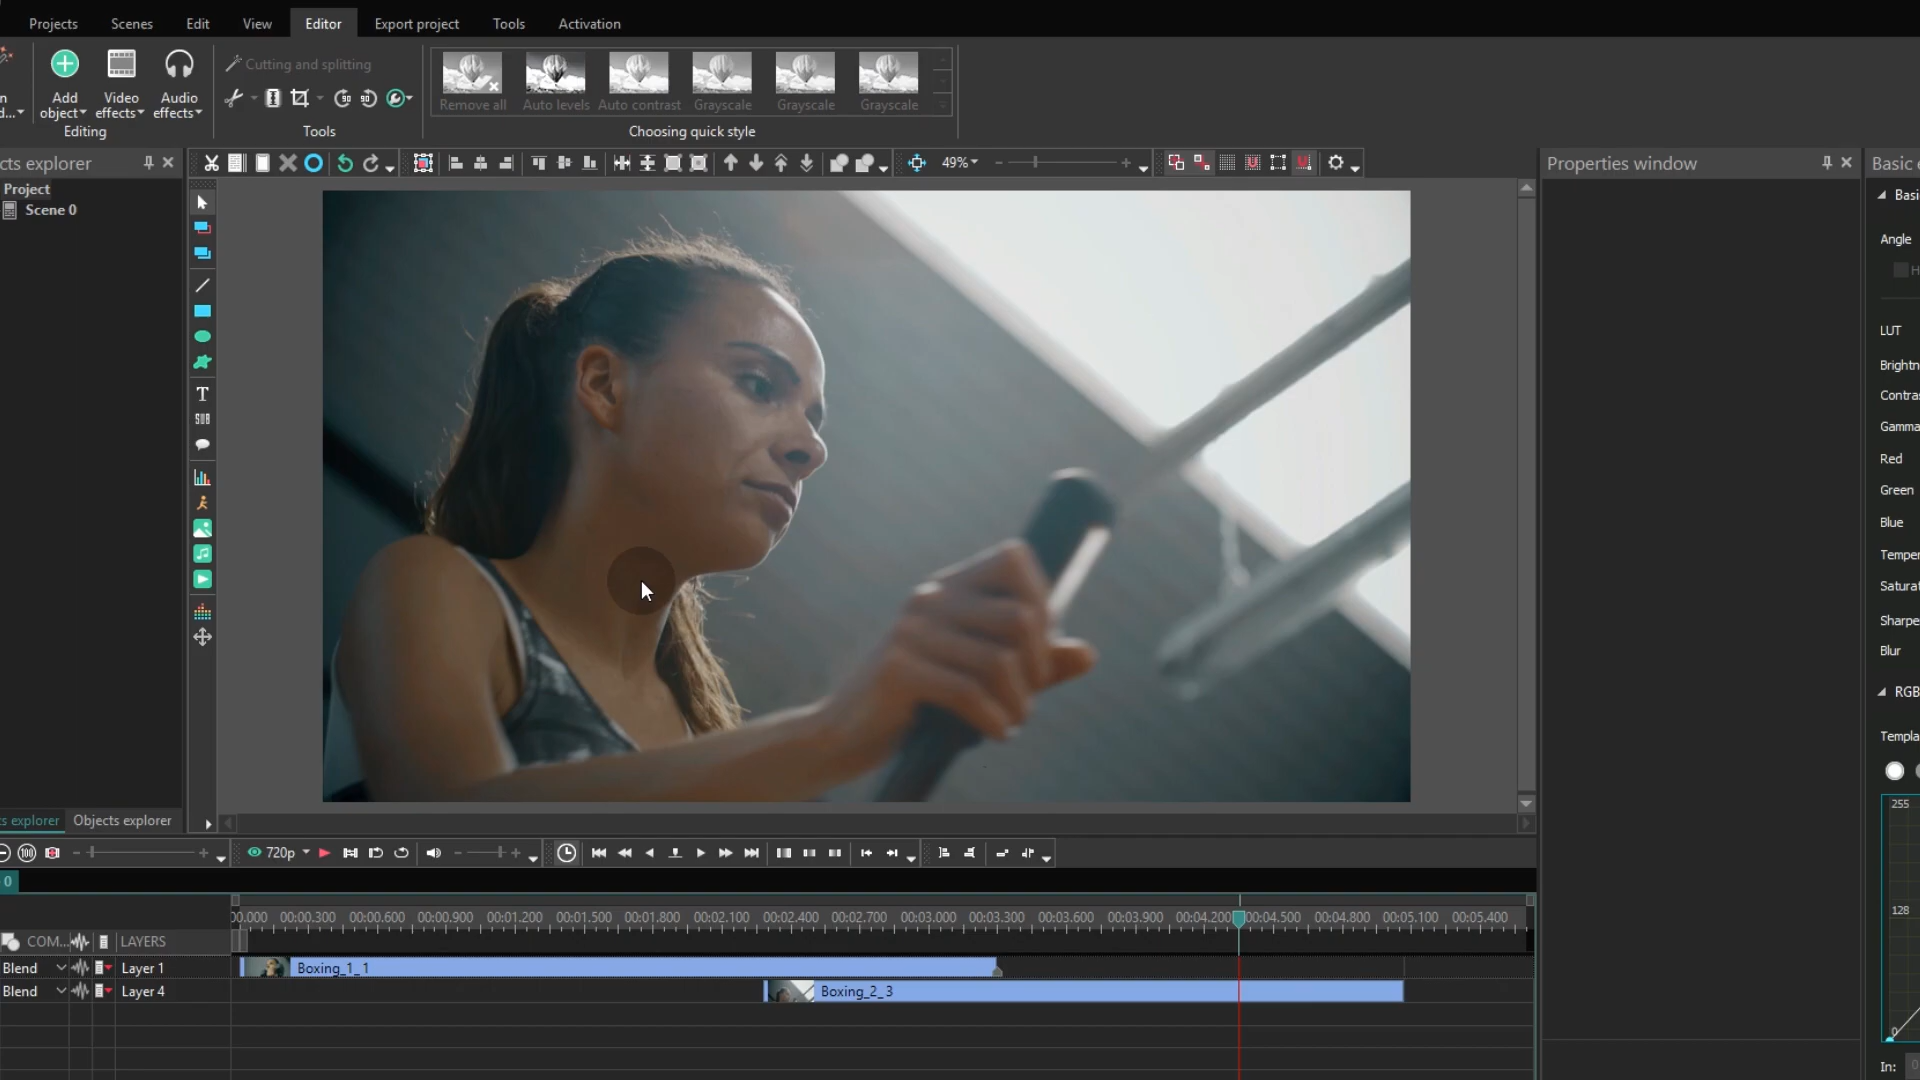 Projects Scenes Edit View Editor Export project Tools Activation
Add object
Video effects
Audio effects
Editing
Cutting and splitting
Tools
Remove all Auto levels Auto contrast Grayscale Grayscale Grayscale
Choosing quick style
cts explorer
49%
Properties window
Basic e
Project
Scene 0
Basi
Angle
H
LUT
Brightn
Contras
Gamma
Red
Green
Blue
Temper
Saturat
Sharpe
Blur
RGB
Templa
255
128
0
In:
T
SUB
ts explorer Objects explorer
100
720p
0
00.000 00:00.300 00:00.600 00:00.900 00:01.200 00:01.500 00:01.800 00:02.100 00:02.400 00:02.700 00:03.000 00:03.300 00:03.600 00:03.900 00:04.200 00:04.500 00:04.800 00:05.100 00:05.400
COM... LAYERS
Blend Layer 1 Boxing_1_1
Blend Layer 4 Boxing_2_3